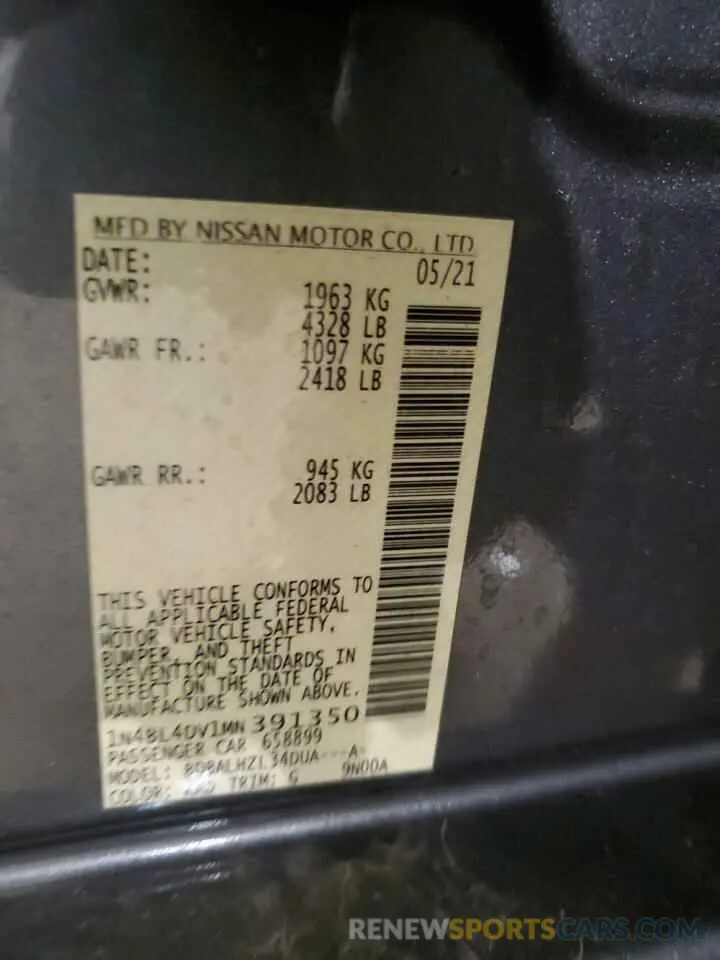 MFD BY NISSAN MOTOR CO., LTD
DATE: 05/21
GVWR: 1963 KG
4328 LB
GAWR FR.: 1097 KG
2418 LB
GAWR RR.: 945 KG
2083 LB
THIS VEHICLE CONFORMS TO
ALL APPLICABLE FEDERAL
MOTOR VEHICLE SAFETY,
BUMPER, AND THEFT
PREVENTION STANDARDS IN
EFFECT ON THE DATE OF
MANUFACTURE SHOWN ABOVE.
1N4BL4DV1MN391350
PASSENGER CAR 658899
MODEL: A-
COLOR: TRIM: G 9N00A
RENEWSPORTSCARS.COM